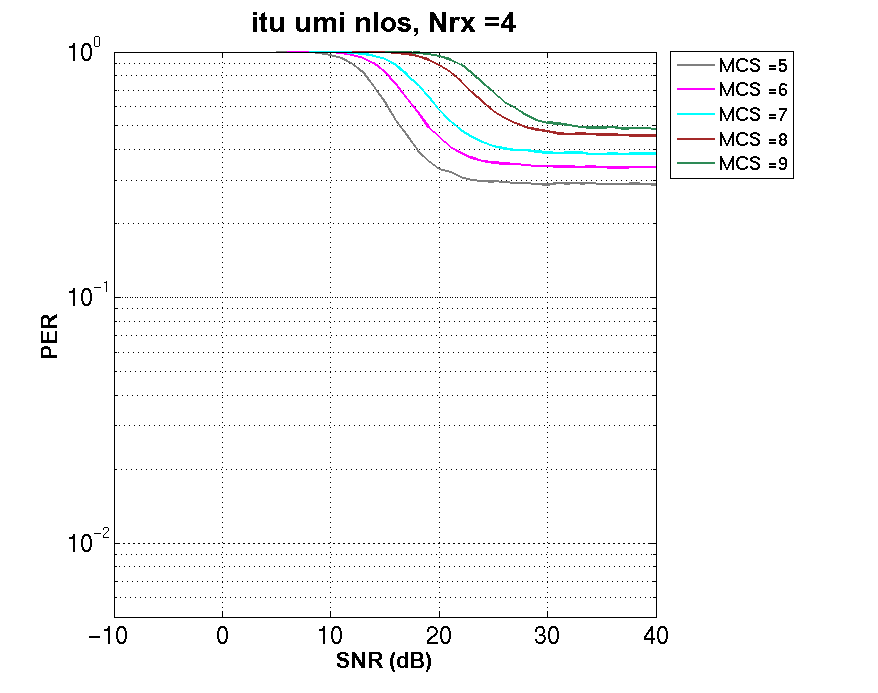 itu umi nlos, Nrx =4
10^0
10^-1
10^-2
PER
−10 0 10 20 30 40
SNR (dB)
MCS =5
MCS =6
MCS =7
MCS =8
MCS =9